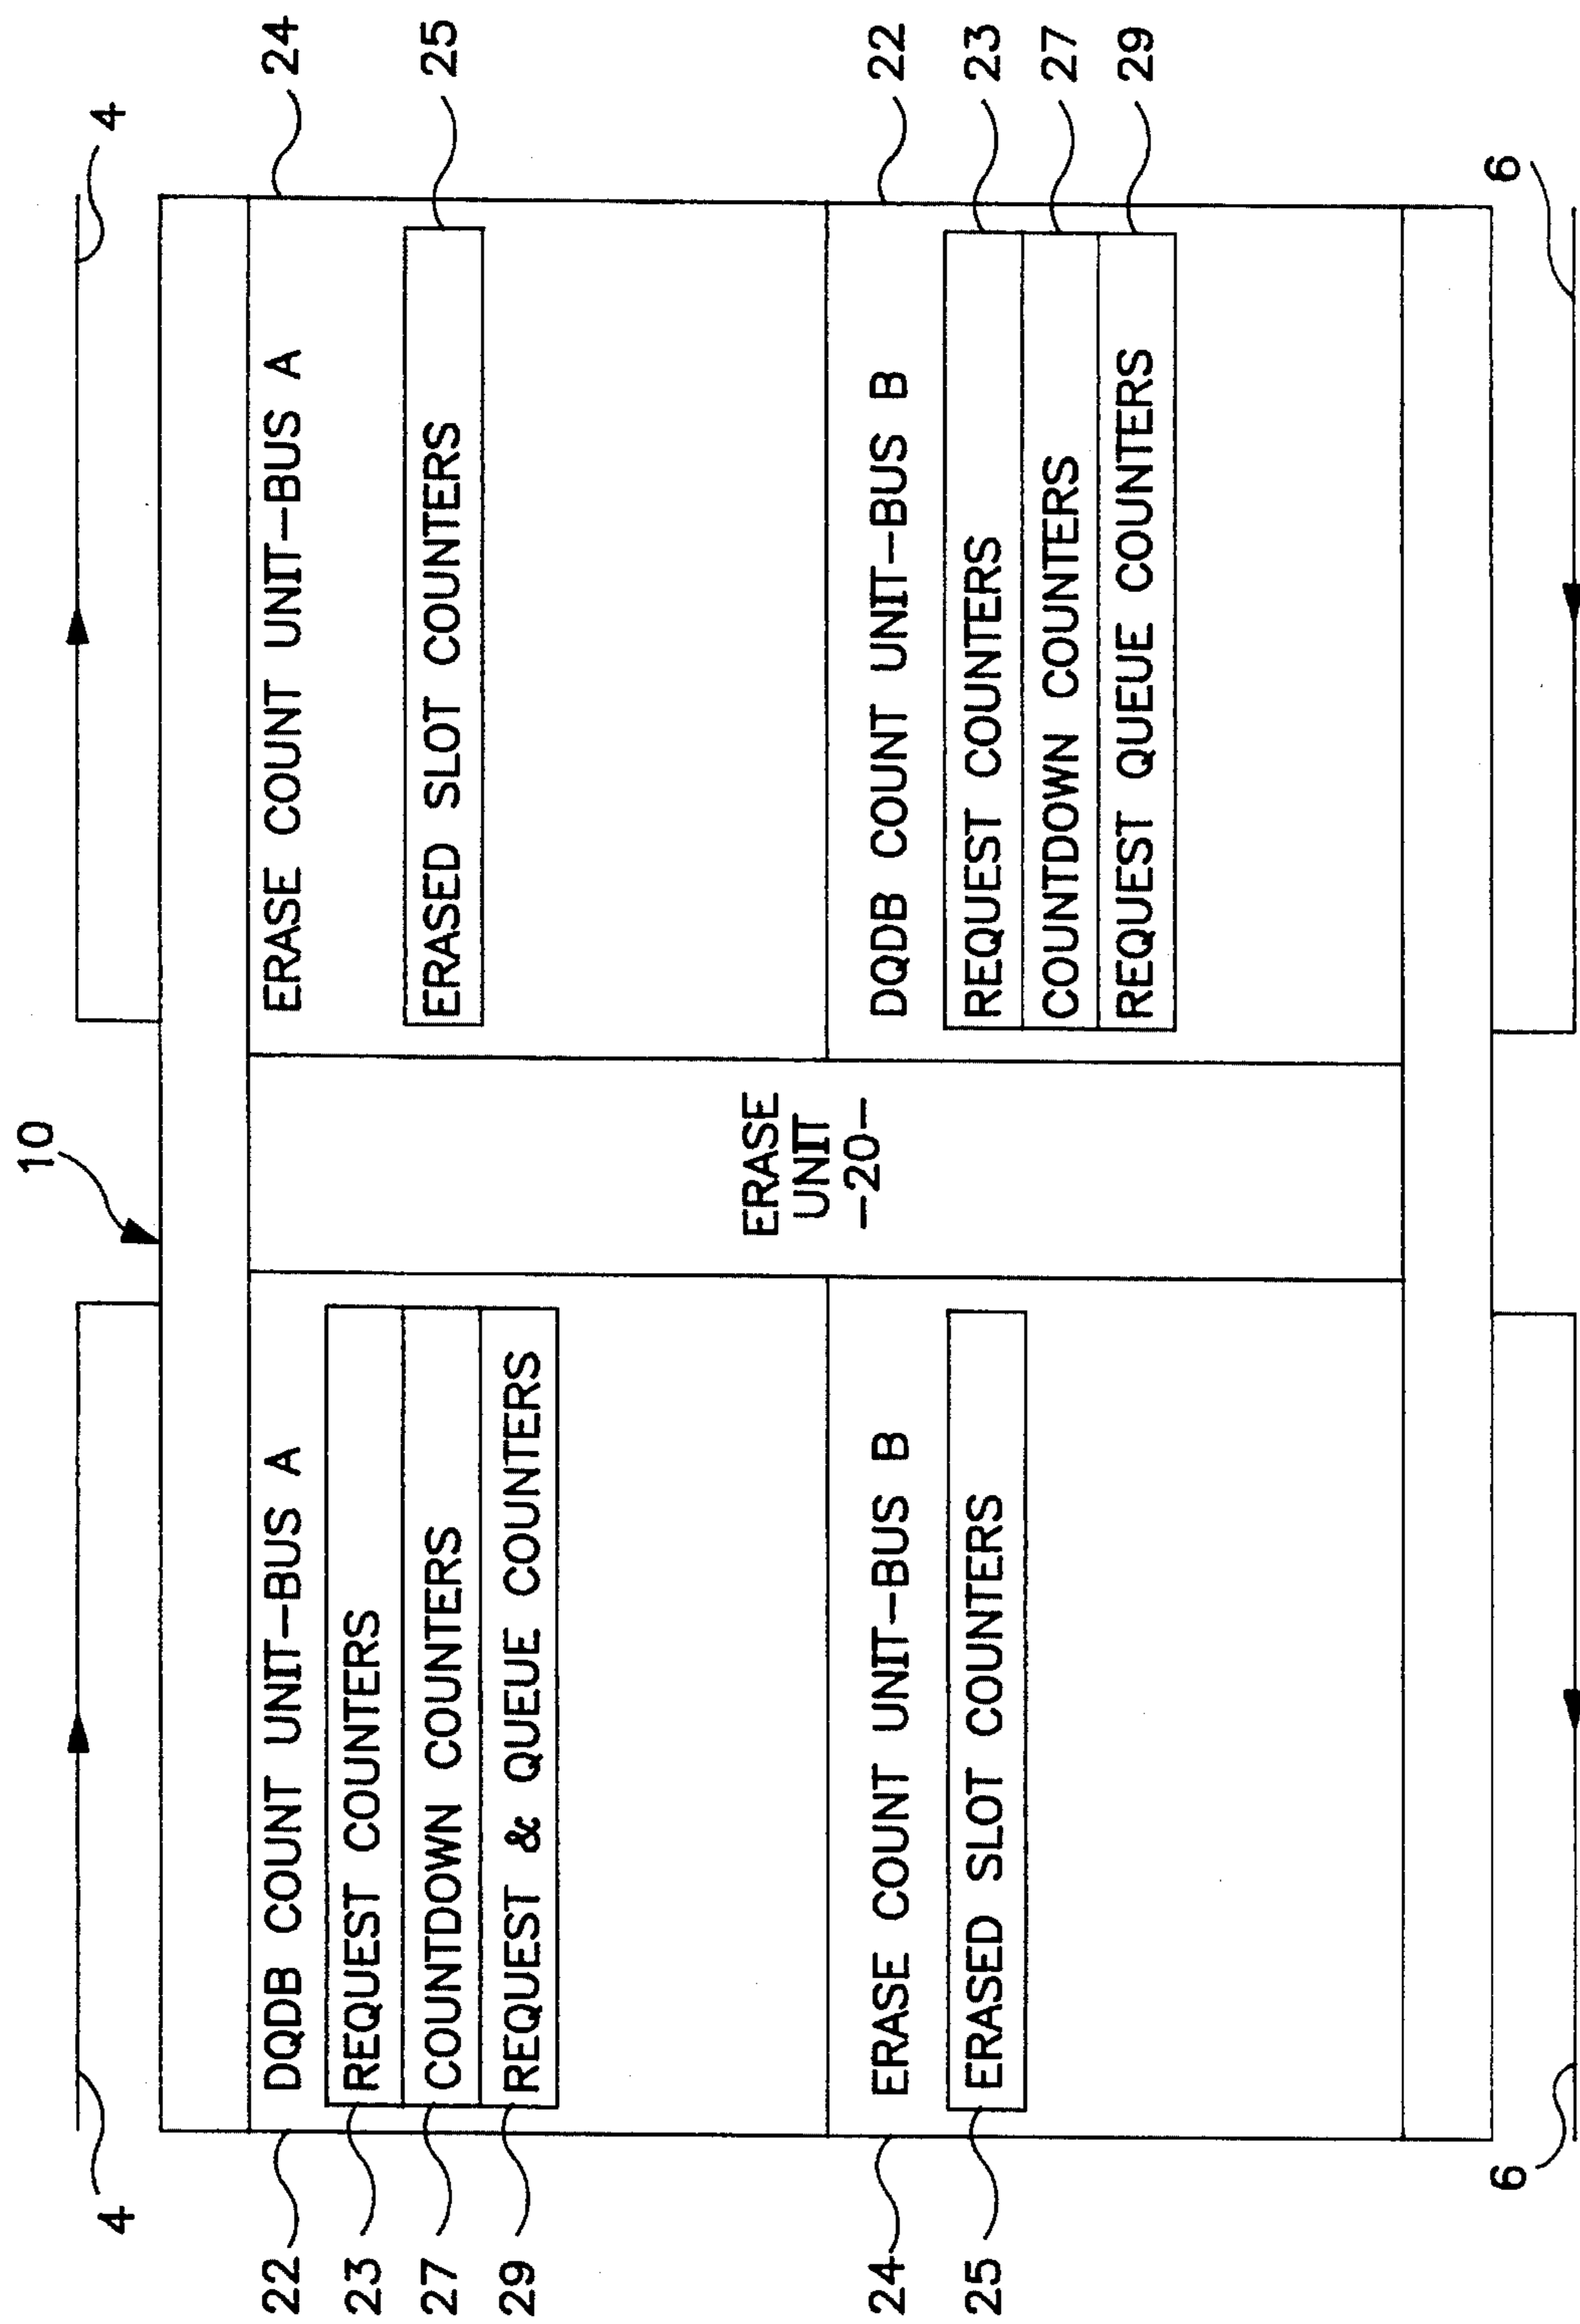 10
4
4
22
DQDB COUNT UNIT-BUS A
23
REQUEST COUNTERS
27
COUNTDOWN COUNTERS
29
REQUEST & QUEUE COUNTERS
24
ERASE COUNT UNIT-BUS B
25
ERASED SLOT COUNTERS
ERASE
UNIT
-20-
ERASE COUNT UNIT-BUS A
24
ERASED SLOT COUNTERS
25
DQDB COUNT UNIT-BUS B
22
REQUEST COUNTERS
23
COUNTDOWN COUNTERS
27
REQUEST QUEUE COUNTERS
29
6
6